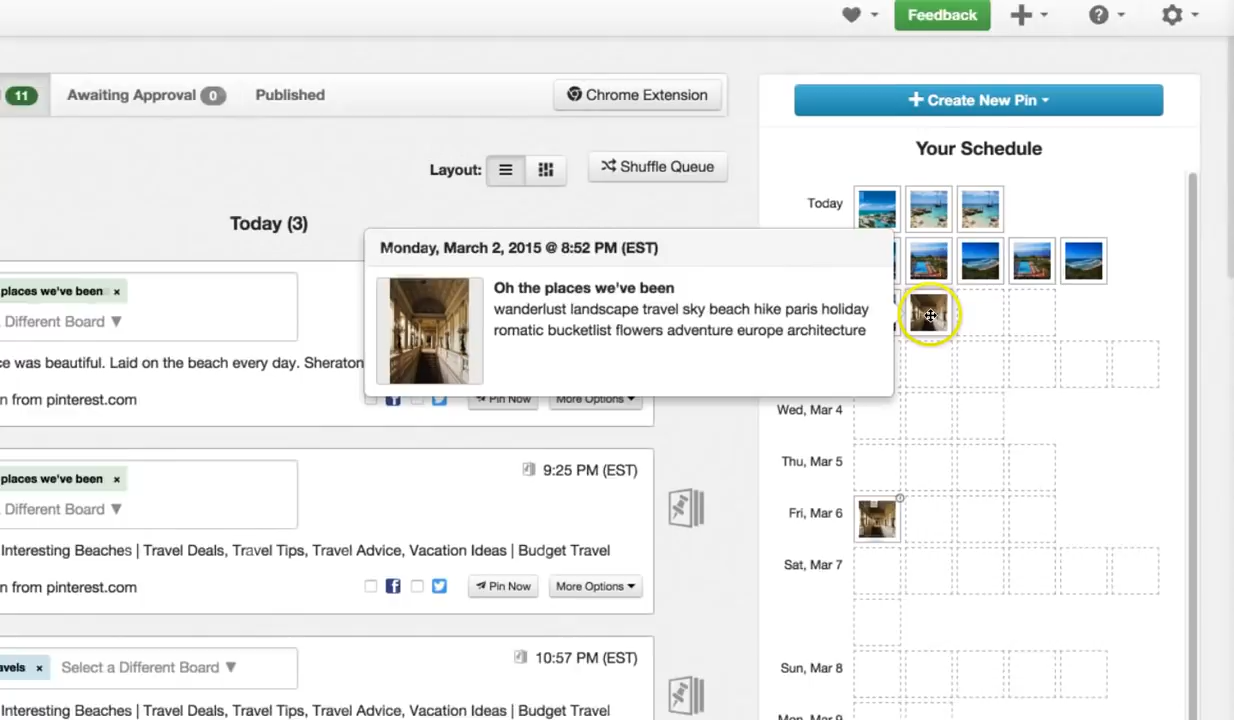 Feedback
11
Awaiting Approval 0
Published
Chrome Extension
Create New Pin
Layout:
Shuffle Queue
Your Schedule
Today
Today (3)
Monday, March 2, 2015 @ 8:52 PM (EST)
Oh the places we've been
wanderlust landscape travel sky beach hike paris holiday
romatic bucketlist flowers adventure europe architecture
places we've been ×
Different Board ▼
ce was beautiful. Laid on the beach every day. Sheraton
n from pinterest.com
Pin Now
More Options
Wed, Mar 4
places we've been ×
9:25 PM (EST)
Thu, Mar 5
Different Board ▼
Fri, Mar 6
Interesting Beaches | Travel Deals, Travel Tips, Travel Advice, Vacation Ideas | Budget Travel
Sat, Mar 7
n from pinterest.com
Pin Now
More Options
avels ×
Select a Different Board ▼
10:57 PM (EST)
Sun, Mar 8
Interesting Beaches | Travel Deals, Travel Tips, Travel Advice, Vacation Ideas | Budget Travel
Mon, Mar 9